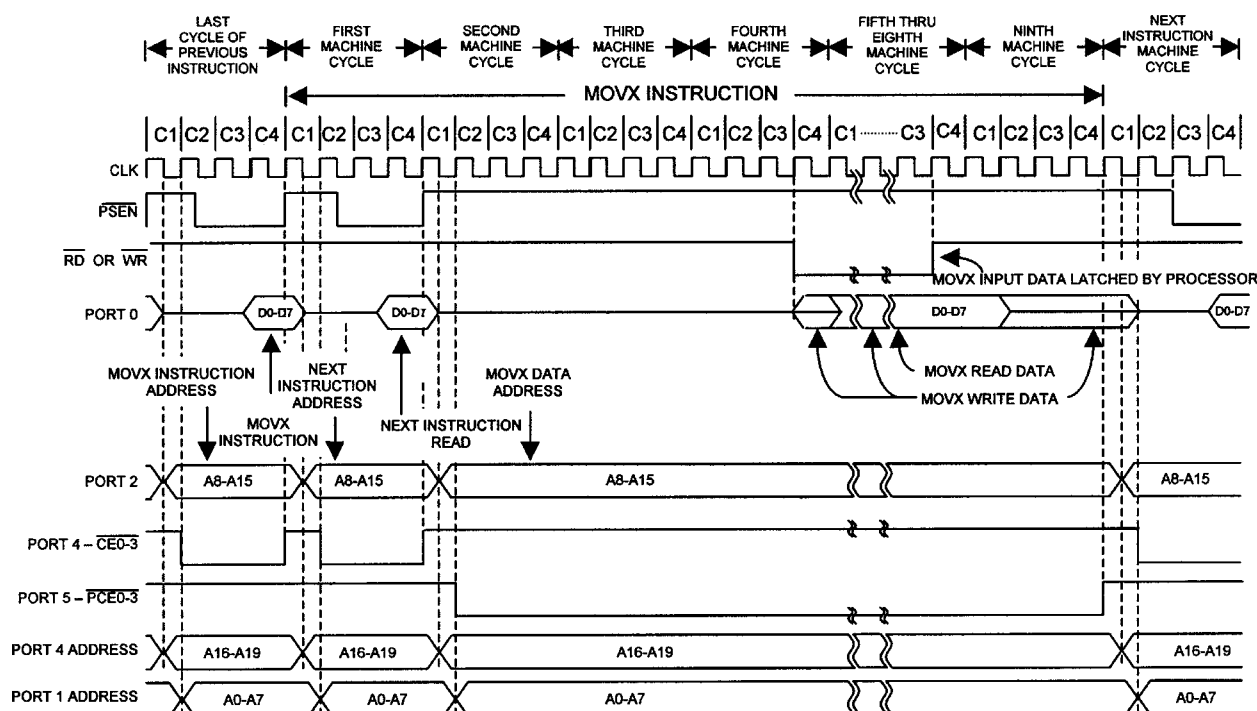 LAST
CYCLE OF
PREVIOUS
INSTRUCTION
FIRST
MACHINE
CYCLE
SECOND
MACHINE
CYCLE
THIRD
MACHINE
CYCLE
FOURTH
MACHINE
CYCLE
FIFTH THRU
EIGHTH
MACHINE
CYCLE
NINTH
MACHINE
CYCLE
NEXT
INSTRUCTION
MACHINE
CYCLE
MOVX INSTRUCTION
C1 C2 C3 C4 C1 C2 C3 C4 C1 C2 C3 C4 C1 C2 C3 C4 C1 C2 C3 C4 C1 ........ C3 C4 C1 C2 C3 C4 C1 C2 C3 C4
CLK
PSEN
RD OR WR
MOVX INPUT DATA LATCHED BY PROCESSOR
PORT 0 D0-D7 D0-D7 D0-D7 D0-D7
MOVX INSTRUCTION
ADDRESS
NEXT
INSTRUCTION
ADDRESS
MOVX DATA
ADDRESS
MOVX READ DATA
MOVX WRITE DATA
MOVX
INSTRUCTION
NEXT INSTRUCTION
READ
PORT 2 A8-A15 A8-A15 A8-A15 A8-A15
PORT 4 – CE0-3
PORT 5 – PCE0-3
PORT 4 ADDRESS A16-A19 A16-A19 A16-A19 A16-A19
PORT 1 ADDRESS A0-A7 A0-A7 A0-A7 A0-A7